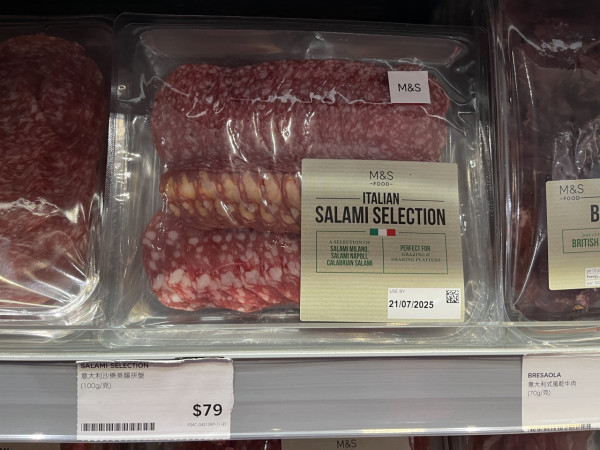 M&S
M&S
FOOD
ITALIAN
SALAMI SELECTION
A SELECTION OF
SALAMI MILANO,
SALAMI NAPOLI,
CALABRIAN SALAMI
PERFECT FOR
GRAZING &
SHARING PLATTERS
USE BY
21/07/2025
M&S
FOOD
B
BRITISH
SALAMI SELECTION
意大利沙樂美腸拼盤
(100g/克)
$79
BRESAOLA
意大利式風乾牛肉
(70g/克)
M&S